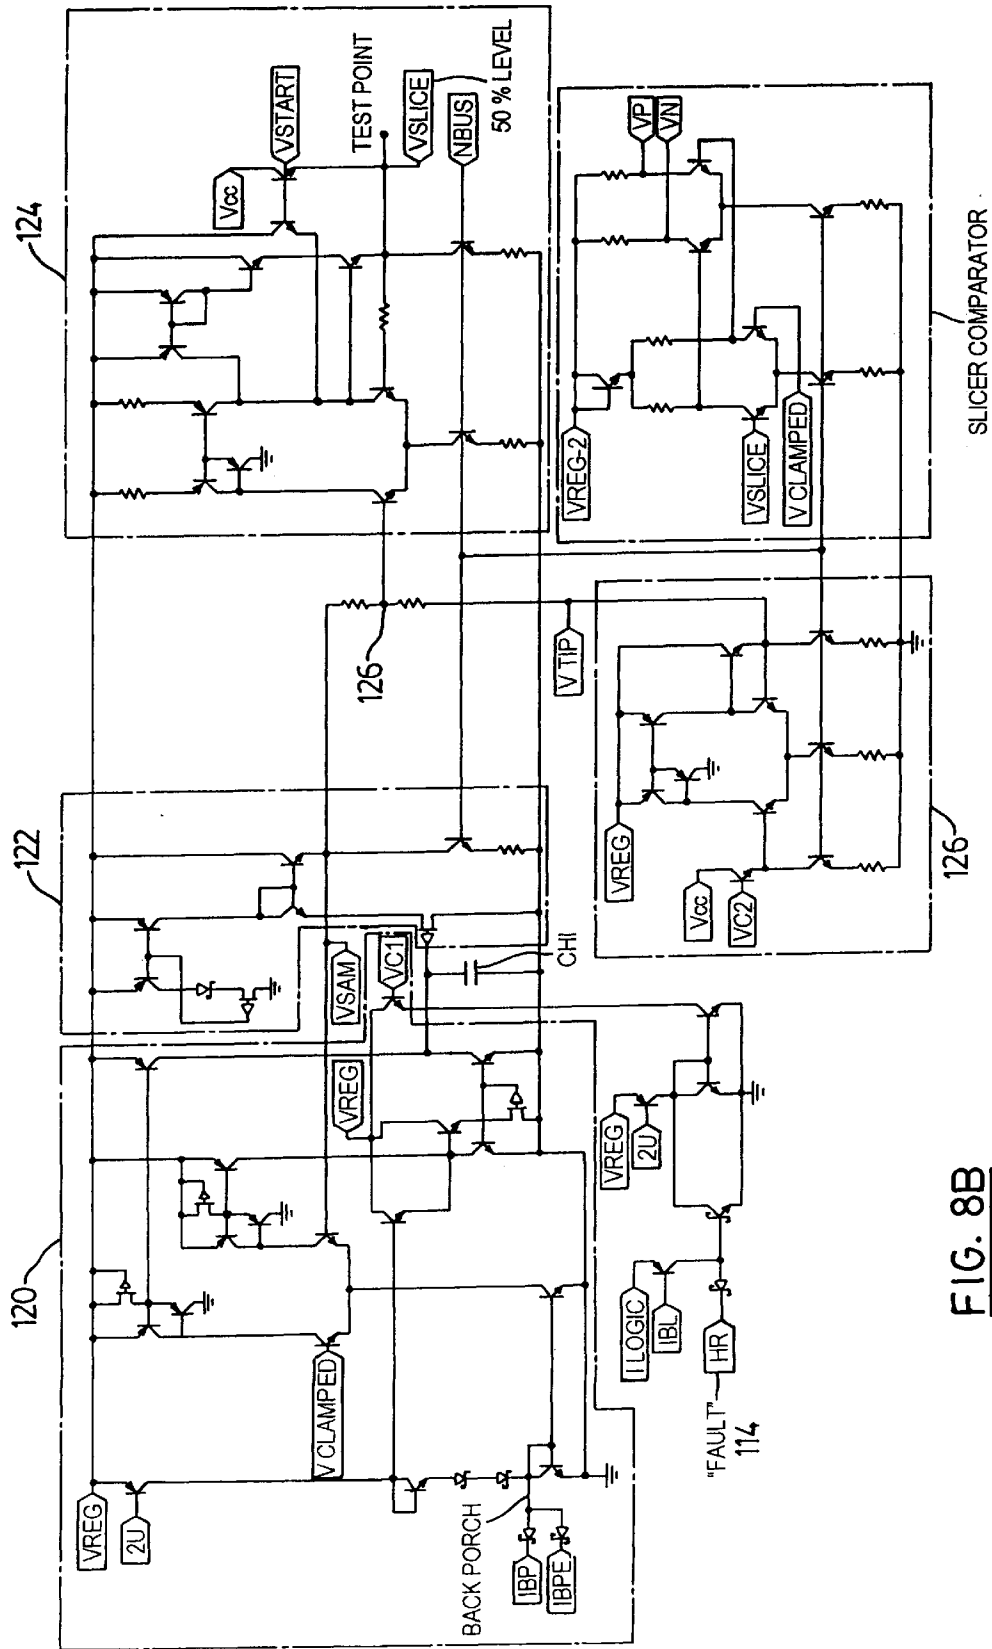 120
VREG
2U
V CLAMPED
BACK PORCH
IBP
IBPE
VREG
VSAM
VC1
CHI
122
124
Vcc
VSTART
TEST POINT
VSLICE
50 % LEVEL
NBUS
126
V TIP
"FAULT"
114
HR
I LOGIC
IBL
VREG
2U
VREG
Vcc
VC2
126
VREG-2
VSLICE
V CLAMPED
VP
VN
SLICER COMPARATOR
FIG. 8B